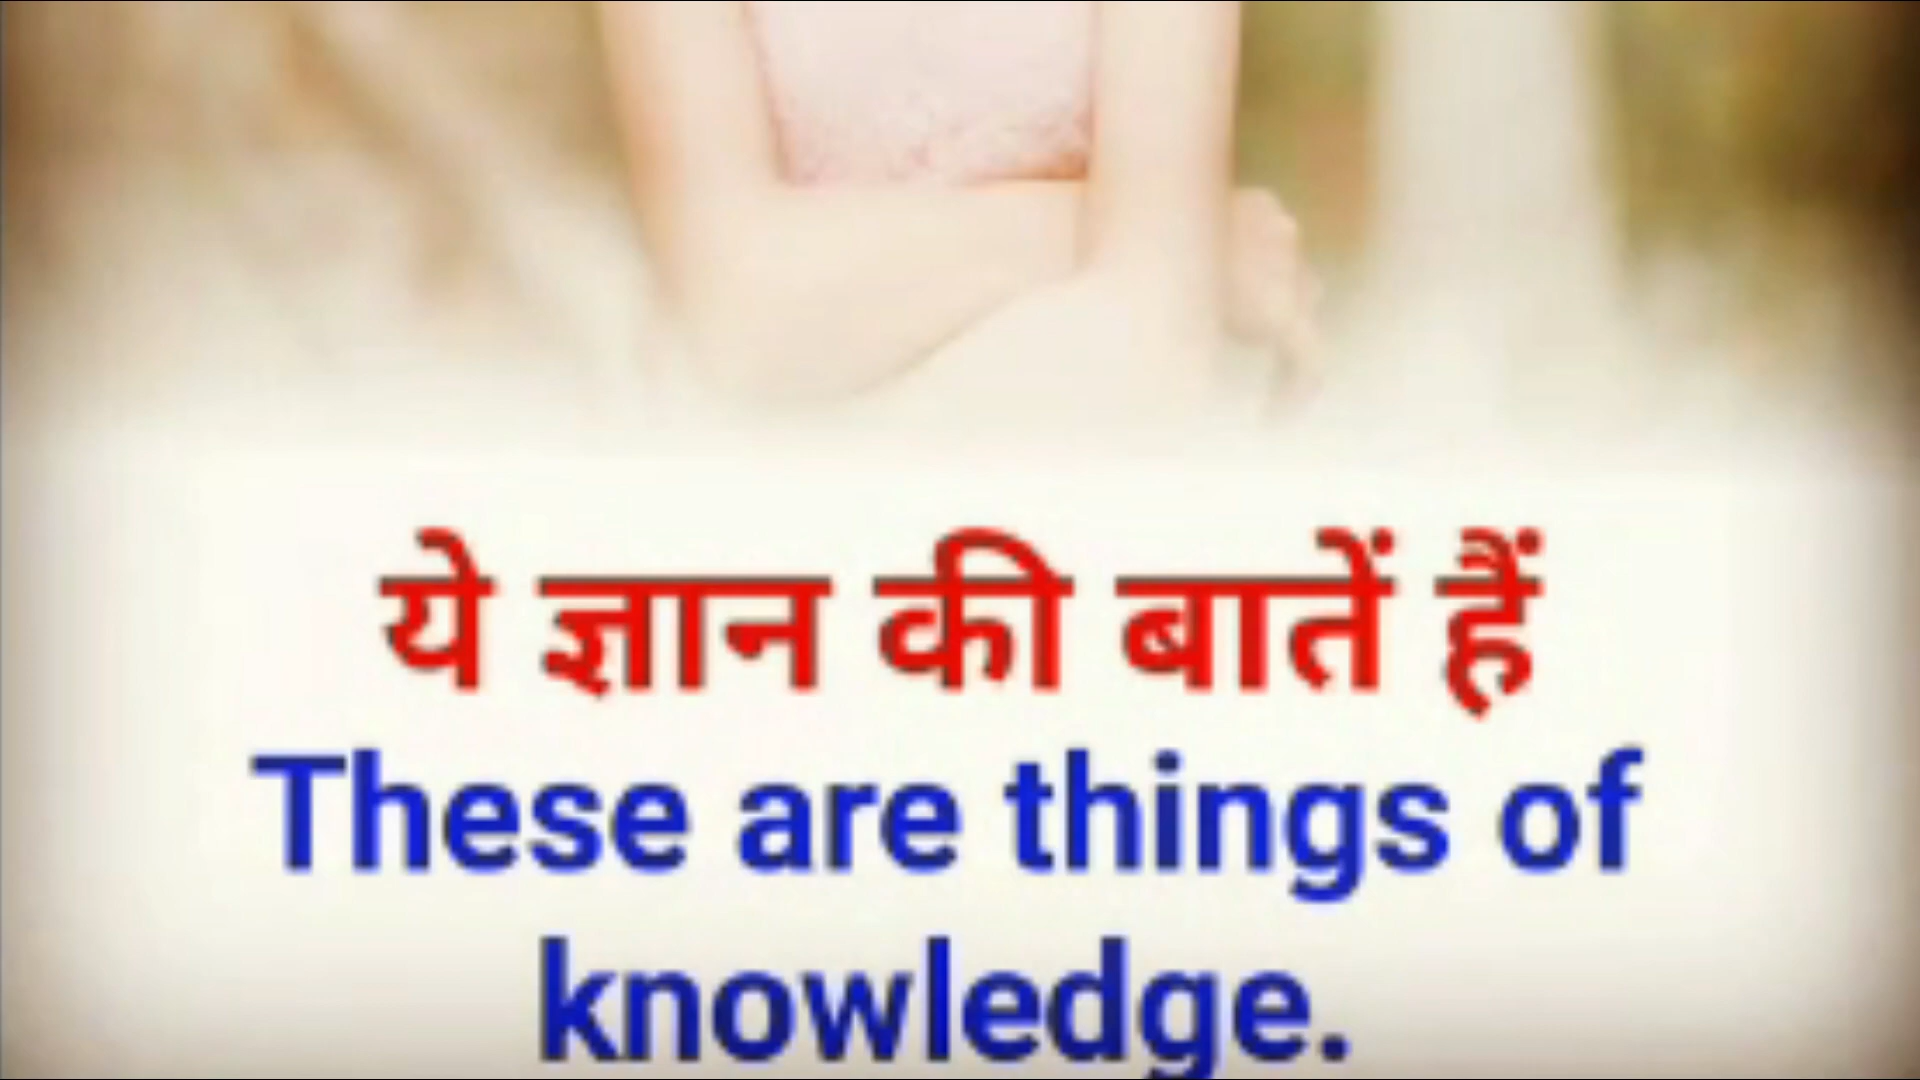 ये ज्ञान की बातें हैं
These are things of
knowledge.